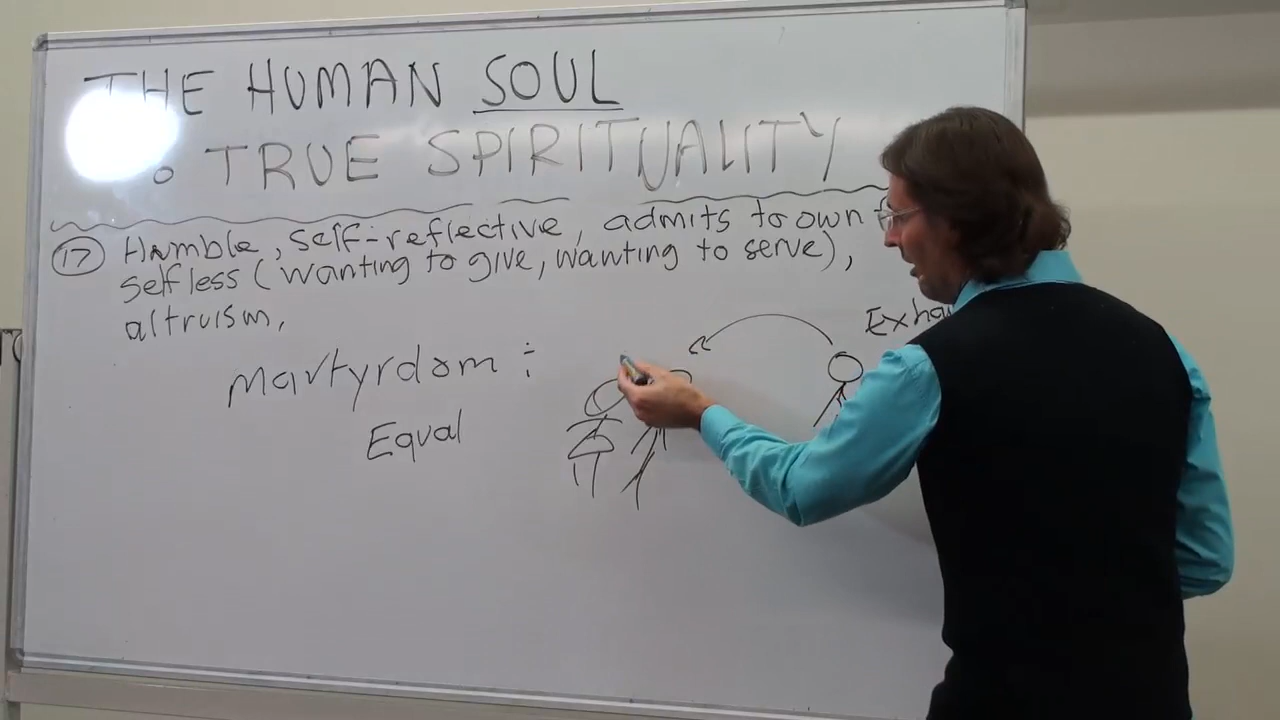 THE HUMAN SOUL
o TRUE SPIRITUALITY
17 Humble, self-reflective, admits to own
selfless (wanting to give, wanting to serve),
altruism,
Martyrdom :
Equal